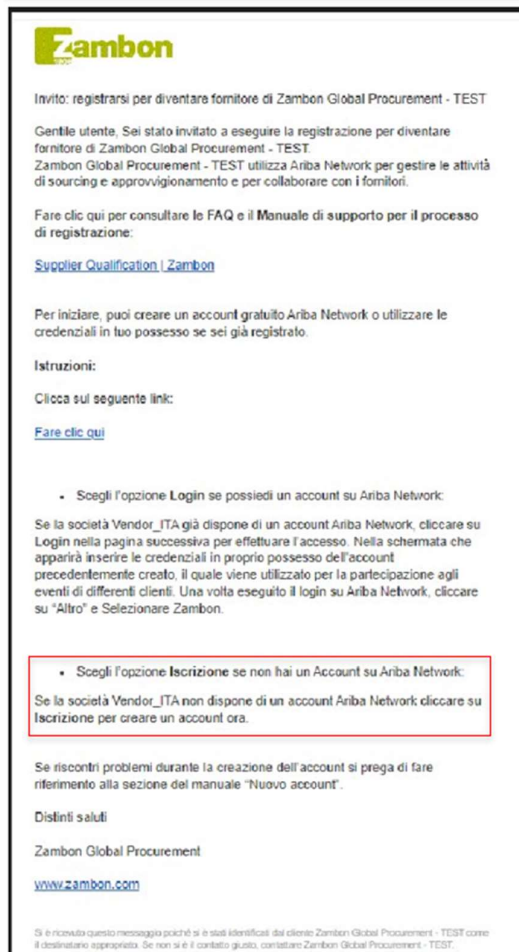 Zambon
Invito: registrarsi per diventare fornitore di Zambon Global Procurement - TEST
Gentile utente, Sei stato invitato a eseguire la registrazione per diventare
fornitore di Zambon Global Procurement - TEST.
Zambon Global Procurement - TEST utilizza Ariba Network per gestire le attività
di sourcing e approvvigionamento e per collaborare con i fornitori.
Fare clic qui per consultare le FAQ e il Manuale di supporto per il processo
di registrazione:
Supplier Qualification | Zambon
Per iniziare, puoi creare un account gratuito Ariba Network o utilizzare le
credenziali in tuo possesso se sei già registrato.
Istruzioni:
Clicca sul seguente link:
Fare clic qui
• Scegli l'opzione Login se possiedi un account su Ariba Network:
Se la società Vendor_ITA già dispone di un account Ariba Network, cliccare su
Login nella pagina successiva per effettuare l'accesso. Nella schermata che
apparirà inserire le credenziali in proprio possesso dell'account
precedentemente creato, il quale viene utilizzato per la partecipazione agli
eventi di differenti clienti. Una volta eseguito il login su Ariba Network, cliccare
su "Altro" e Selezionare Zambon.
• Scegli l'opzione Iscrizione se non hai un Account su Ariba Network:
Se la società Vendor_ITA non dispone di un account Ariba Network cliccare su
Iscrizione per creare un account ora.
Se riscontri problemi durante la creazione dell'account si prega di fare
riferimento alla sezione del manuale "Nuovo account".
Distinti saluti
Zambon Global Procurement
www.zambon.com
Si è ricevuto questo messaggio poiché si è stati identificati dal cliente Zambon Global Procurement - TEST come
il destinatario appropriato. Se non si è il contatto giusto, contattare Zambon Global Procurement - TEST.